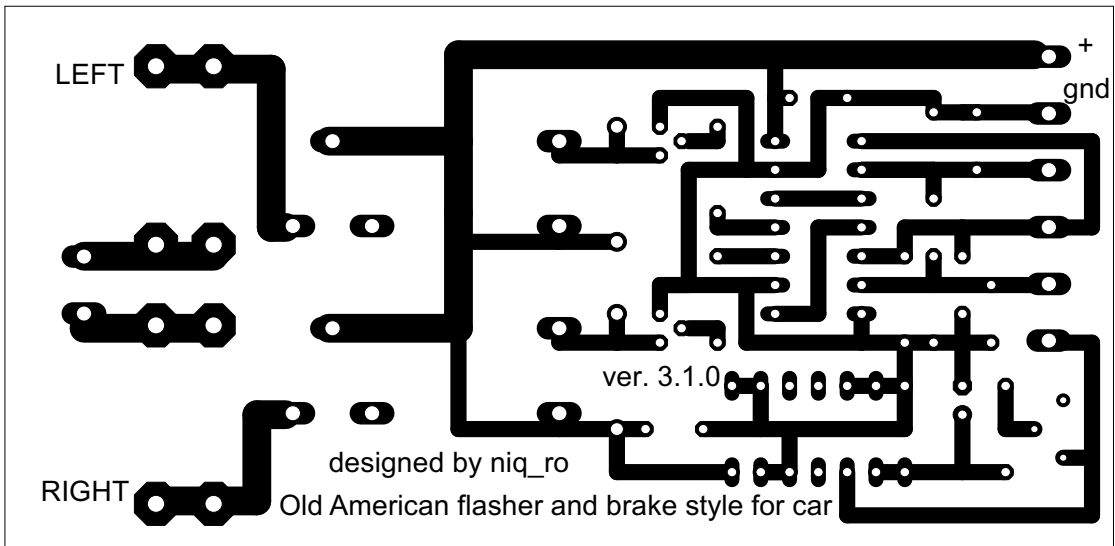 +
LEFT
gnd
ver. 3.1.0
designed by niq_ro
RIGHT
Old American flasher and brake style for car